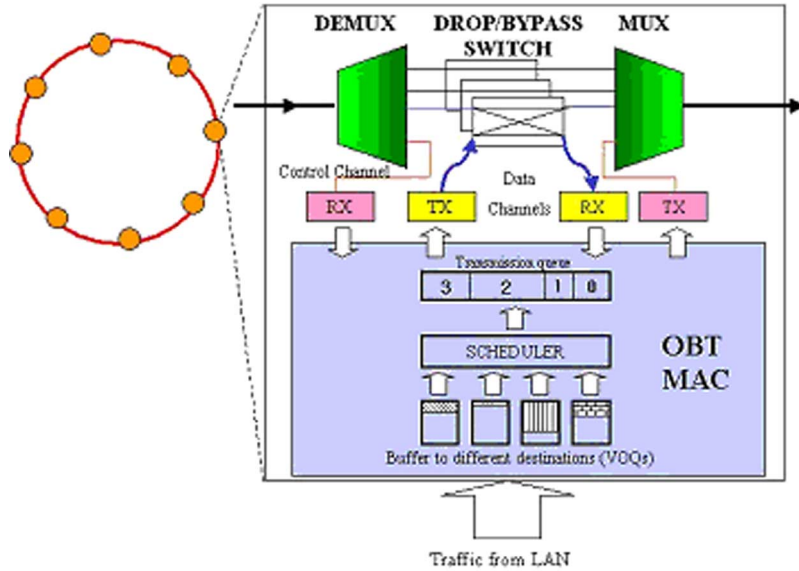 DEMUX DROP/BYPASS MUX
SWITCH
Control Channel
Data
Channels
RX TX RX TX
Transmission queue
3 2 1 0
SCHEDULER
OBT
MAC
Buffer to different destinations (VOQs)
Traffic from LAN